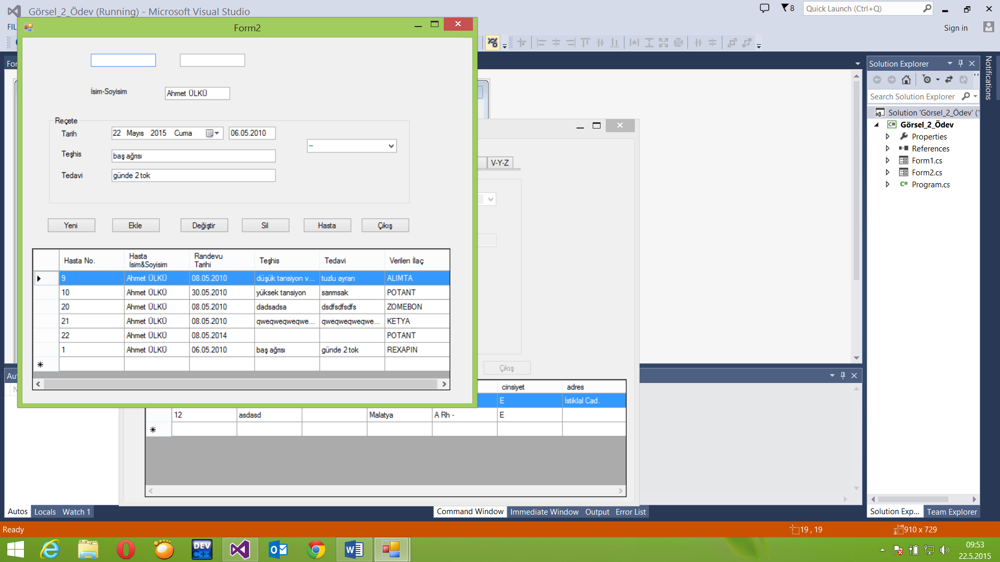 Görsel_2_Ödev (Running) - Microsoft Visual Studio
8
Quick Launch (Ctrl+Q)
FIL
Sign in
Form2
İsim-Soyisim
Ahmet ÜLKÜ
Reçete
Tarih
22 Mayıs 2015 Cuma
06.05.2010
--
Teşhis
baş ağrısı
Tedavi
günde 2 tok
Yeni
Ekle
Değiştir
Sil
Hasta
Çıkış
Hasta No.
Hasta İsim&Soyisim
Randevu Tarihi
Teşhis
Tedavi
Verilen İlaç
9 Ahmet ÜLKÜ 08.05.2010 düşük tansiyon v... tuzlu ayran ALIMTA
10 Ahmet ÜLKÜ 30.05.2010 yüksek tansiyon sarımsak POTANT
20 Ahmet ÜLKÜ 08.05.2010 dadsadsa dsdfsdfsdfs ZOMEBON
21 Ahmet ÜLKÜ 08.05.2010 qweqweqweqwe... qweqweqweqwe... KETYA
22 Ahmet ÜLKÜ 08.05.2014 POTANT
1 Ahmet ÜLKÜ 06.05.2010 baş ağrısı günde 2 tok REXAPIN
V-Y-Z
Çıkış
cinsiyet
adres
E İstiklal Cad.
12 asdasd Malatya A Rh - E
Autos
Locals
Watch 1
Command Window
Immediate Window
Output
Error List
Solution Explorer
Search Solution Explorer
Solution 'Görsel_2_Ödev' (1
Görsel_2_Ödev
Properties
References
Form1.cs
Form2.cs
Program.cs
Solution Exp...
Team Explorer
Notifications
Ready
19 , 19
910 x 729
DEV
C++
09:53
22.5.2015